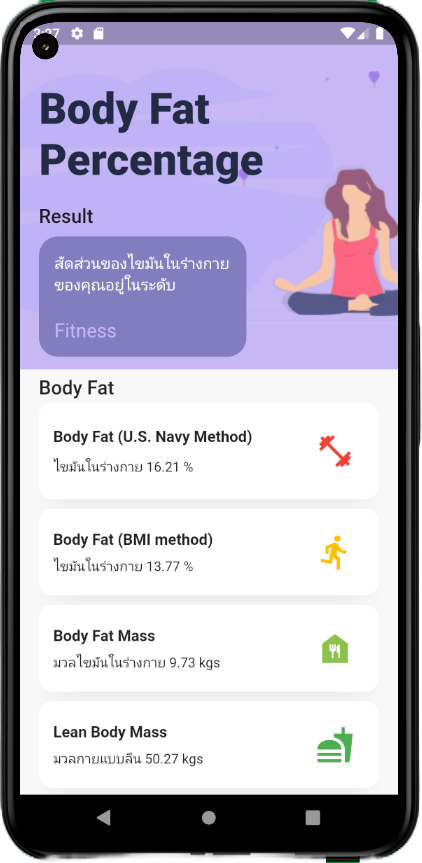 3:27
Body Fat
Percentage
Result
สัดส่วนของไขมันในร่างกาย
ของคุณอยู่ในระดับ
Fitness
Body Fat
Body Fat (U.S. Navy Method)
ไขมันในร่างกาย 16.21 %
Body Fat (BMI method)
ไขมันในร่างกาย 13.77 %
Body Fat Mass
มวลไขมันในร่างกาย 9.73 kgs
Lean Body Mass
มวลกายแบบลีน 50.27 kgs